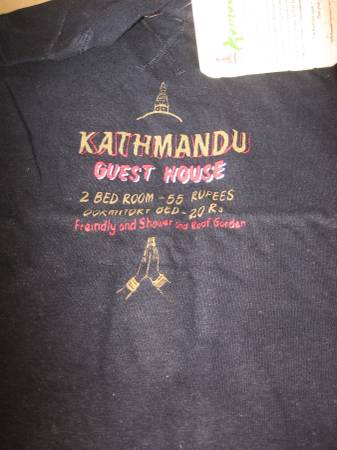 KATHMANDU
GUEST HOUSE
2 BED ROOM - 55 RUPEES
DORMITORY BED - 20 Rs
Freindly and Shower and Roof Garden